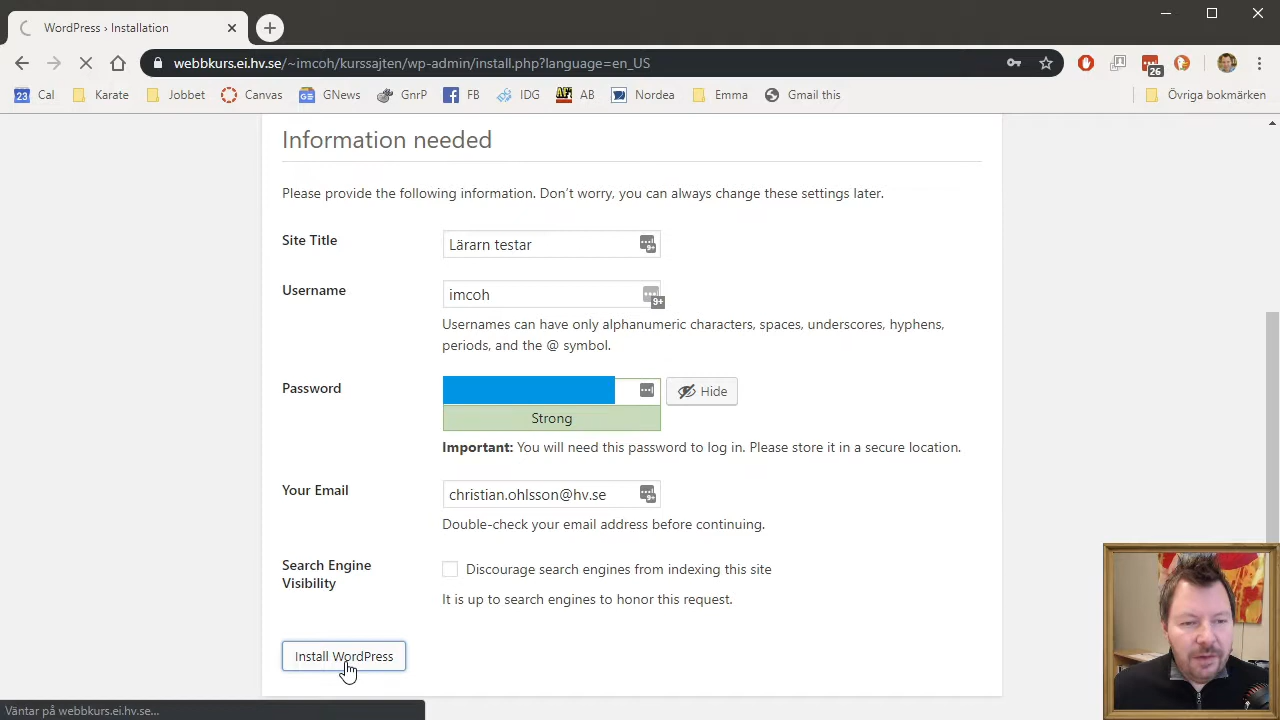 WordPress › Installation
webbkurs.ei.hv.se/~imcoh/kurssajten/wp-admin/install.php?language=en_US
26
23 Cal Karate Jobbet Canvas GNews GnrP FB IDG AB Nordea Emma Gmail this Övriga bokmärken
Information needed
Please provide the following information. Don’t worry, you can always change these settings later.
Site Title
Lärarn testar
9+
Username
imcoh
9+
Usernames can have only alphanumeric characters, spaces, underscores, hyphens,
periods, and the @ symbol.
Password
Hide
Strong
Important: You will need this password to log in. Please store it in a secure location.
Your Email
christian.ohlsson@hv.se
9+
Double-check your email address before continuing.
Search Engine
Visibility
Discourage search engines from indexing this site
It is up to search engines to honor this request.
Install WordPress
Väntar på webbkurs.ei.hv.se...